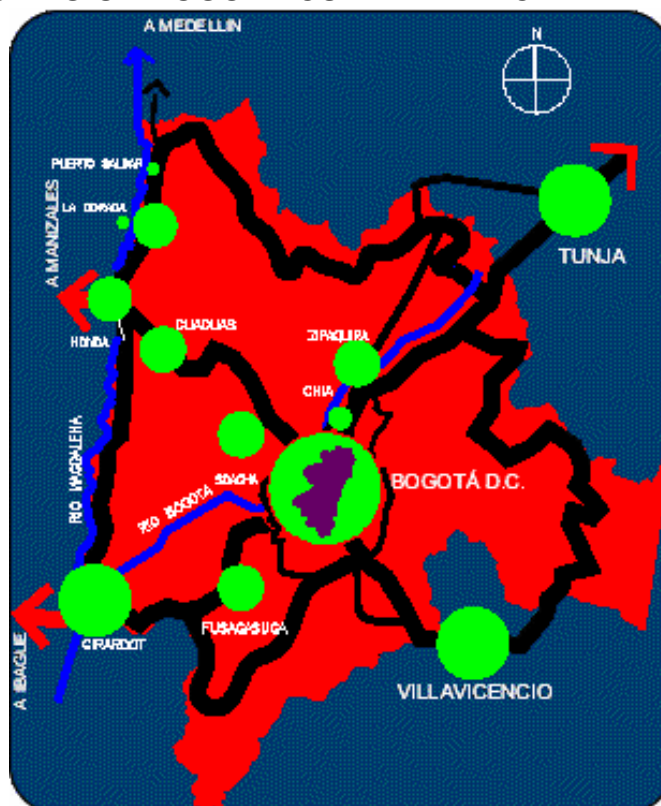 A MEDELLIN
N
PUERTO SALGAR
LA DORADA
A MANIZALES
TUNJA
HONDA
GUADUAS
ZIPAQUIRA
CHIA
RIO MAGDALENA
SOACHA
BOGOTÁ D.C.
RIO BOGOTA
FUSAGASUGA
GIRARDOT
A IBAGUE
VILLAVICENCIO